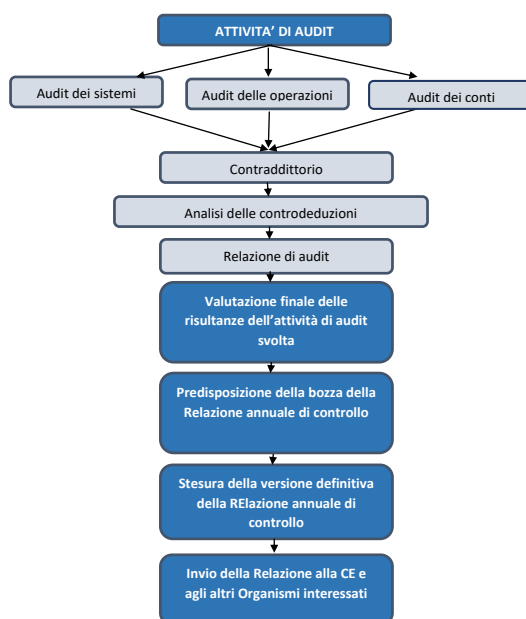 ATTIVITA’ DI AUDIT
Audit dei sistemi
Audit delle operazioni
Audit dei conti
Contraddittorio
Analisi delle controdeduzioni
Relazione di audit
Valutazione finale delle
risultanze dell’attività di audit
svolta
Predisposizione della bozza della
Relazione annuale di controllo
Stesura della versione definitiva
della RElazione annuale di
controllo
Invio della Relazione alla CE e
agli altri Organismi interessati